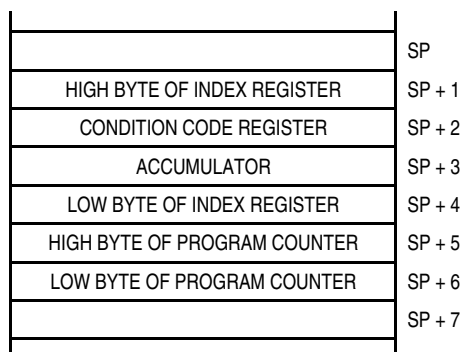 SP
HIGH BYTE OF INDEX REGISTER SP + 1
CONDITION CODE REGISTER SP + 2
ACCUMULATOR SP + 3
LOW BYTE OF INDEX REGISTER SP + 4
HIGH BYTE OF PROGRAM COUNTER SP + 5
LOW BYTE OF PROGRAM COUNTER SP + 6
SP + 7